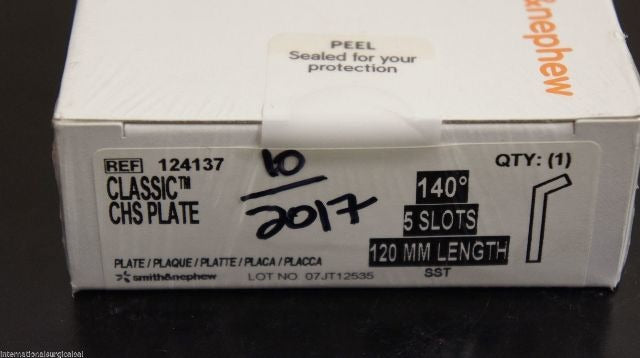 &nephew
PEEL
Sealed for your
protection
REF 124137
CLASSIC™
CHS PLATE
10
2017
QTY: (1)
140°
5 SLOTS
120 MM LENGTH
SST
PLATE / PLAQUE / PLATTE / PLACA / PLACCA
smith&nephew LOT NO. 07JT12535
internationalsurgicaloai